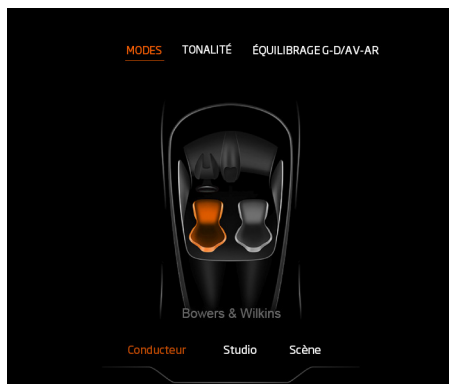 MODES TONALITÉ ÉQUILIBRAGE G-D/AV-AR
Bowers & Wilkins
Conducteur Studio Scène